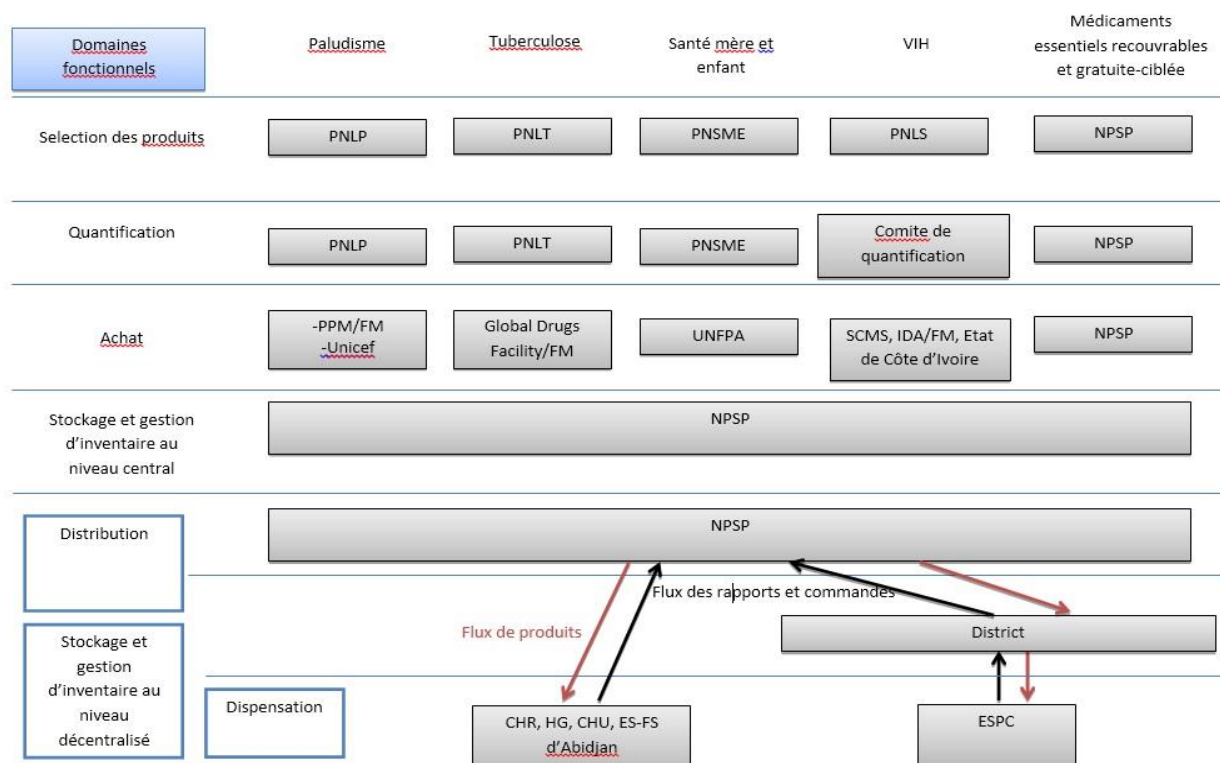 Domaines
fonctionnels
Paludisme
Tuberculose
Santé mère et
enfant
VIH
Médicaments
essentiels recouvrables
et gratuite-ciblée
Selection des produits
PNLP
PNLT
PNSME
PNLS
NPSP
Quantification
PNLP
PNLT
PNSME
Comite de
quantification
NPSP
Achat
-PPM/FM
-Unicef
Global Drugs
Facility/FM
UNFPA
SCMS, IDA/FM, Etat
de Côte d'Ivoire
NPSP
Stockage et gestion
d'inventaire au
niveau central
NPSP
Distribution
NPSP
Flux des rapports et commandes
Flux de produits
Stockage et
gestion
d'inventaire au
niveau
décentralisé
District
Dispensation
CHR, HG, CHU, ES-FS
d'Abidjan
ESPC